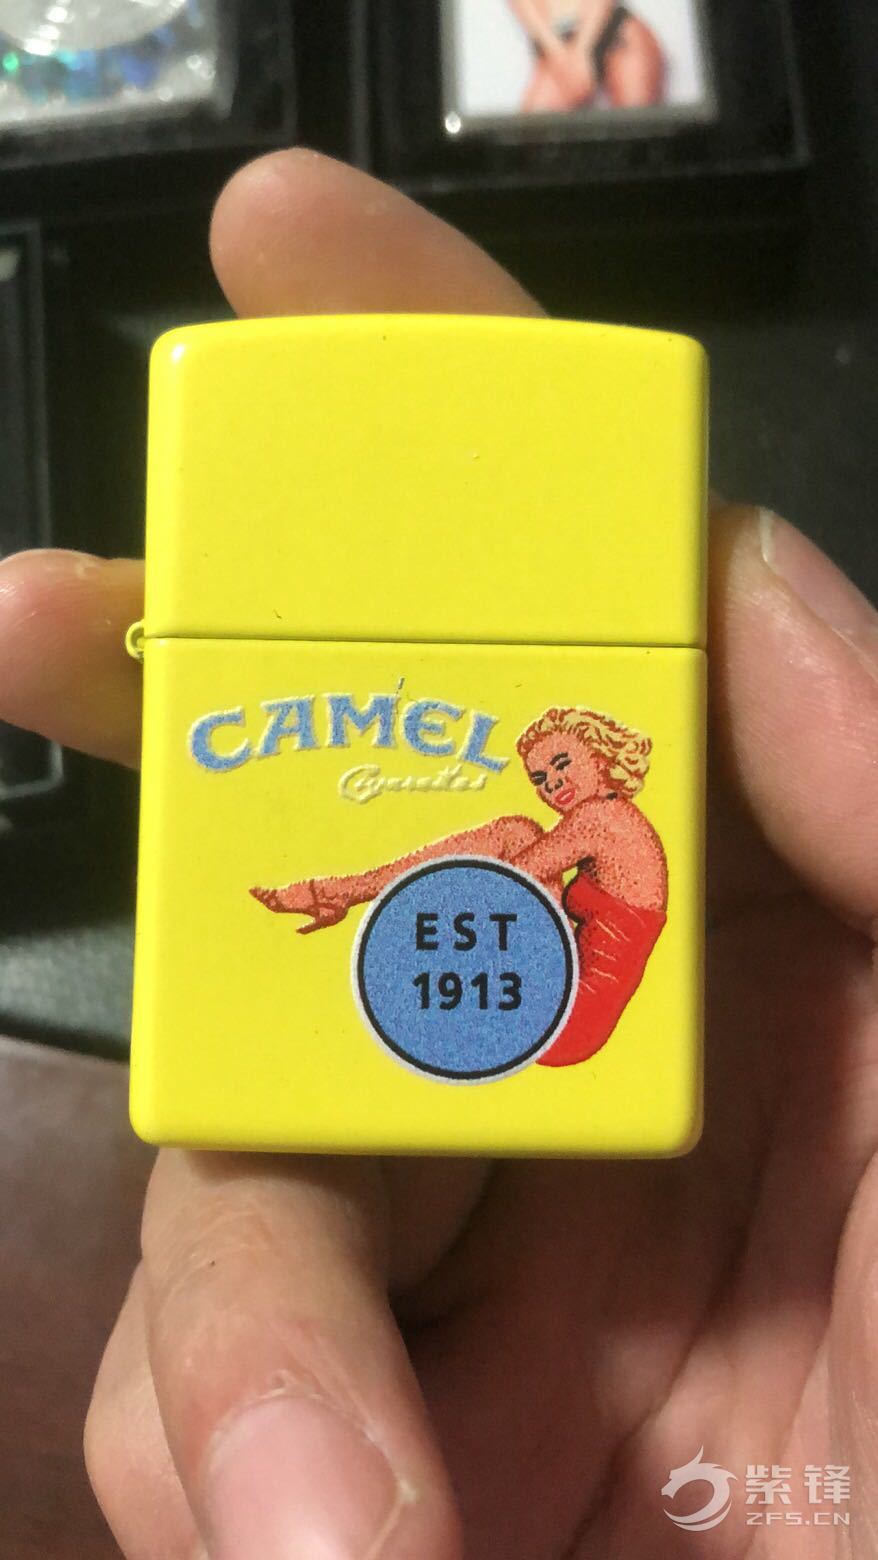 CAMEL
Cigarettes
EST
1913
紫锋
ZFS.CN